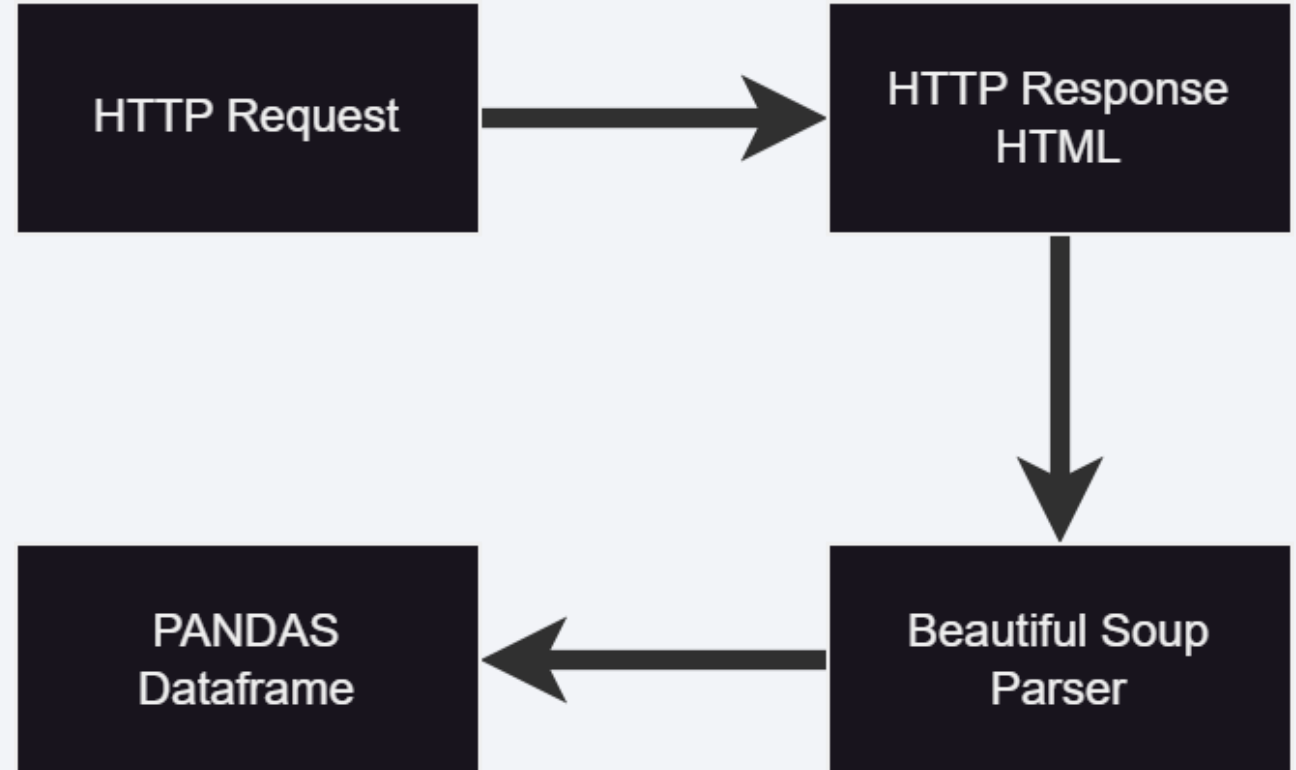 HTTP Request
HTTP Response
HTML
Beautiful Soup
Parser
PANDAS
Dataframe